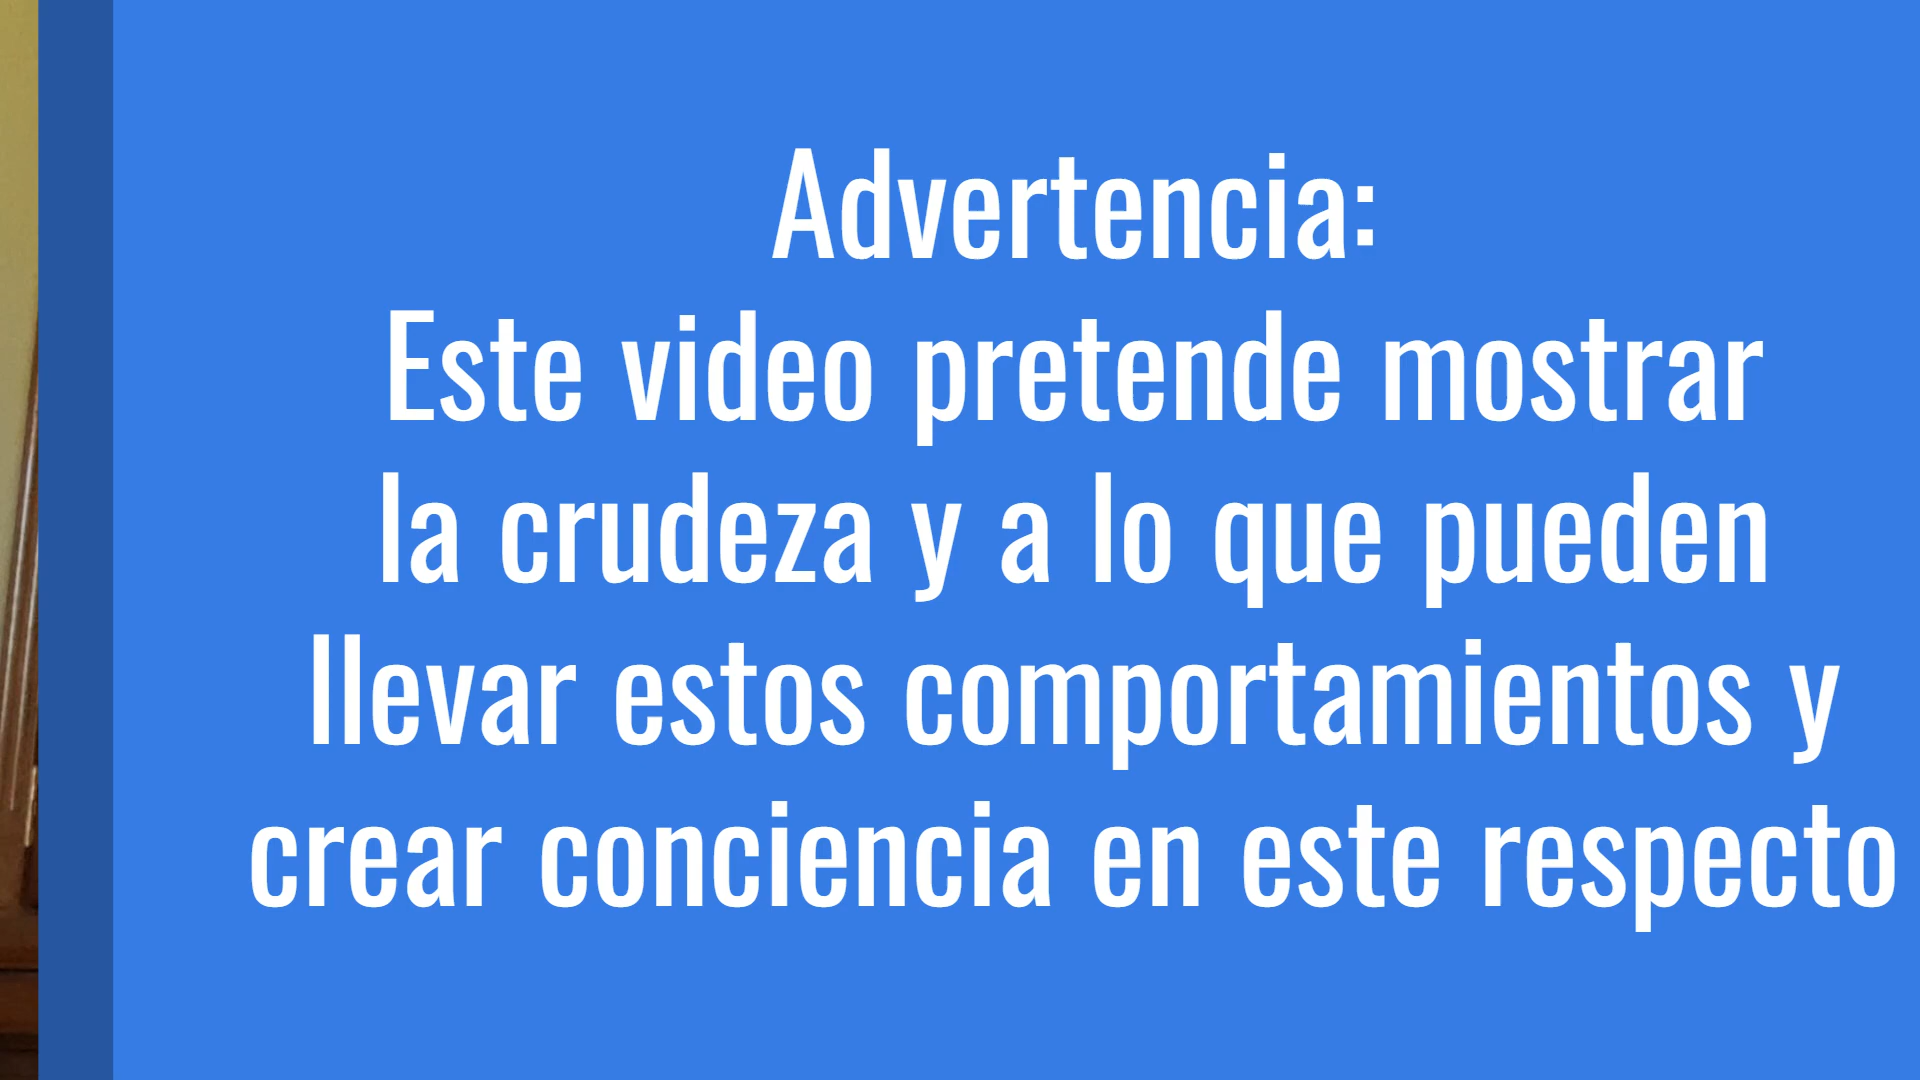 Advertencia:
Este video pretende mostrar
la crudeza y a lo que pueden
llevar estos comportamientos y
crear conciencia en este respecto